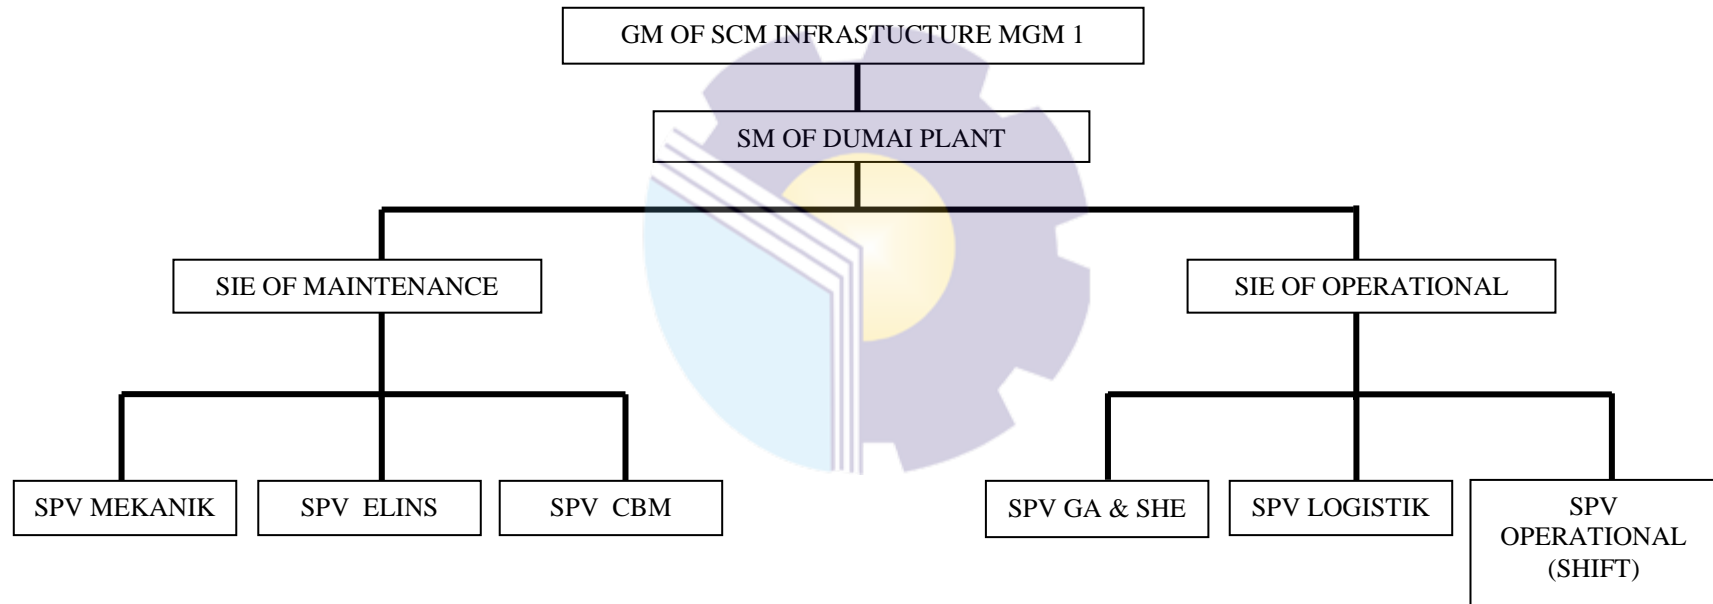 GM OF SCM INFRASTUCTURE MGM 1
SM OF DUMAI PLANT
SIE OF MAINTENANCE
SIE OF OPERATIONAL
SPV MEKANIK
SPV ELINS
SPV CBM
SPV GA & SHE
SPV LOGISTIK
SPV
OPERATIONAL
(SHIFT)